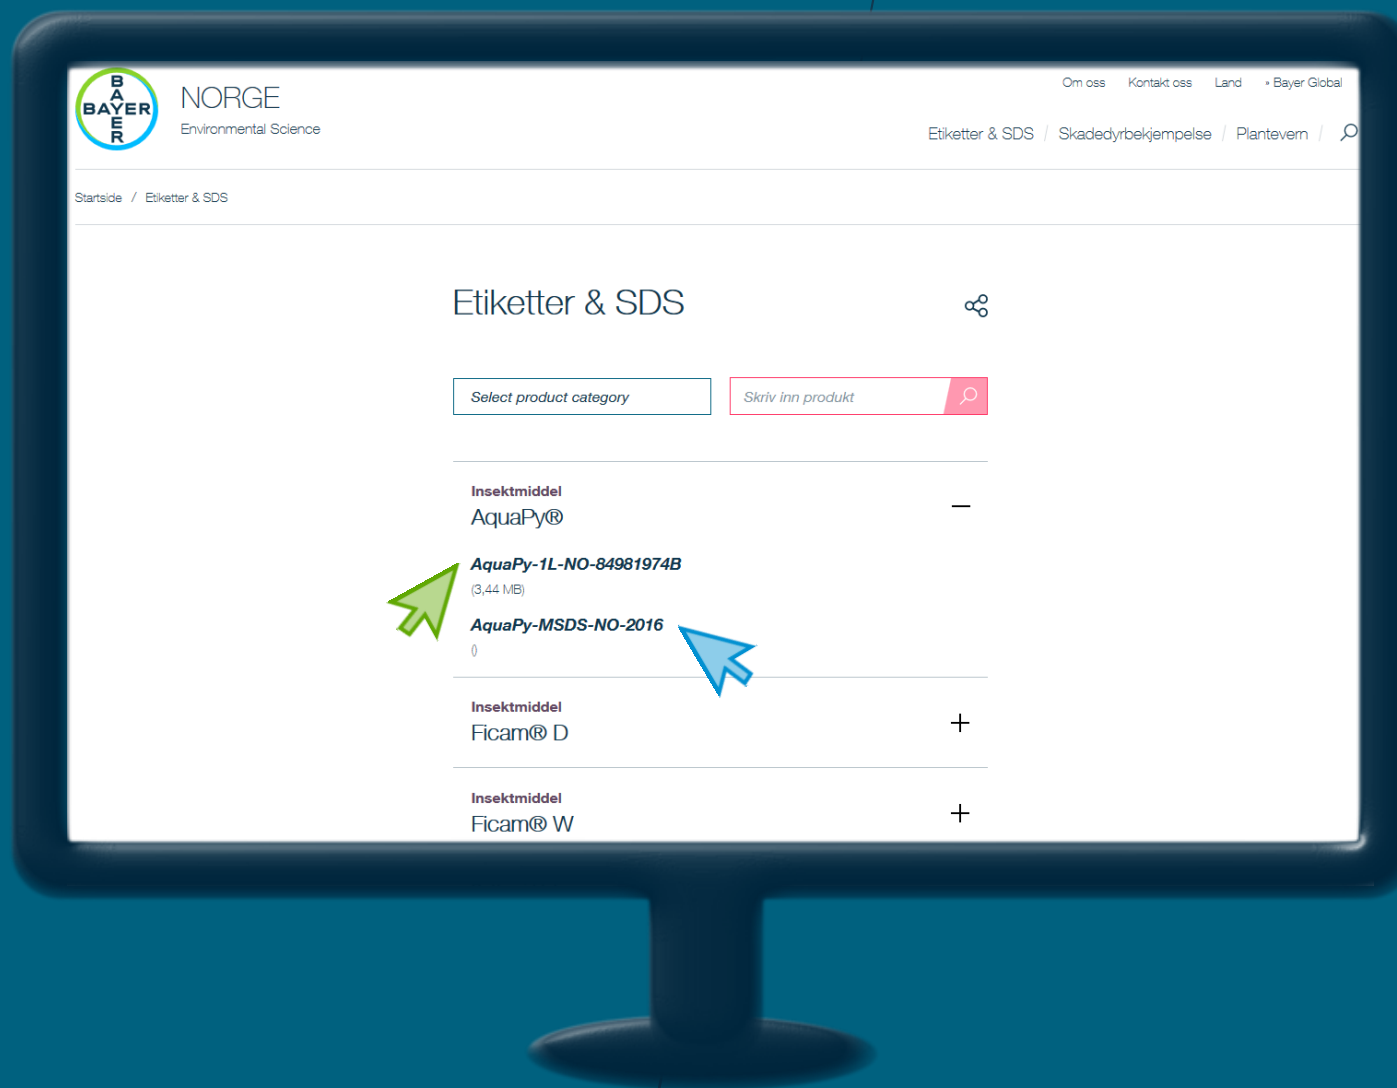 BAYER
BAYER
NORGE
Environmental Science
Om oss Kontakt oss Land » Bayer Global
Etiketter & SDS / Skadedyrbekjempelse / Plantevern /
Startside / Etiketter & SDS
Etiketter & SDS
Select product category
Skriv inn produkt
Insektmiddel
AquaPy®
AquaPy-1L-NO-84981974B
(3,44 MB)
AquaPy-MSDS-NO-2016
()
Insektmiddel
Ficam® D
Insektmiddel
Ficam® W